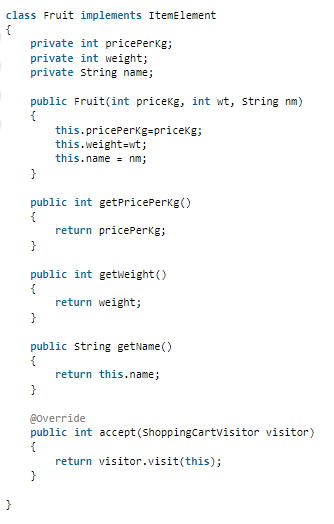 class Fruit implements ItemElement
{
    private int pricePerKg;
    private int weight;
    private String name;

    public Fruit(int priceKg, int wt, String nm)
    {
        this.pricePerKg=priceKg;
        this.weight=wt;
        this.name = nm;
    }

    public int getPricePerKg()
    {
        return pricePerKg;
    }

    public int getWeight()
    {
        return weight;
    }

    public String getName()
    {
        return this.name;
    }

    @Override
    public int accept(ShoppingCartVisitor visitor)
    {
        return visitor.visit(this);
    }

}